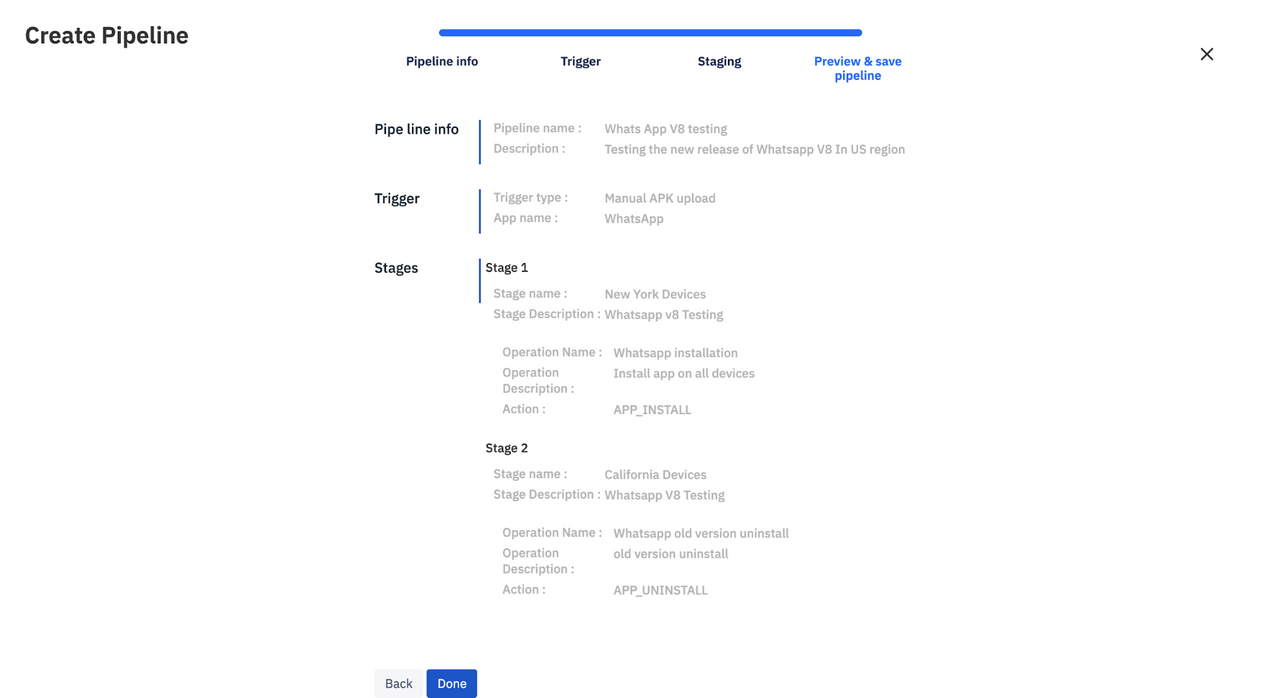 Create Pipeline
Pipeline info
Trigger
Staging
Preview & save
pipeline
Pipe line info
Pipeline name : Whats App V8 testing
Description : Testing the new release of Whatsapp V8 In US region
Trigger
Trigger type : Manual APK upload
App name : WhatsApp
Stages
Stage 1
Stage name : New York Devices
Stage Description : Whatsapp v8 Testing
Operation Name : Whatsapp installation
Operation Install app on all devices
Description :
Action : APP_INSTALL
Stage 2
Stage name : California Devices
Stage Description : Whatsapp V8 Testing
Operation Name : Whatsapp old version uninstall
Operation old version uninstall
Description :
Action : APP_UNINSTALL
Back
Done